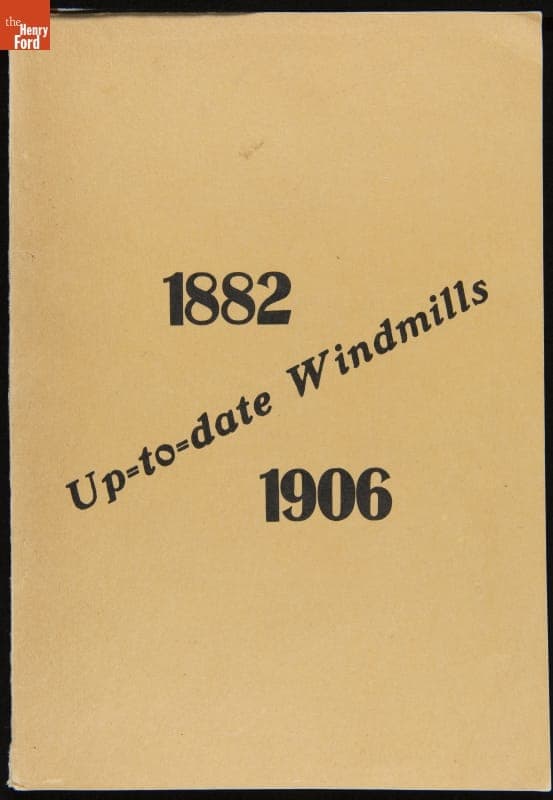 the
Henry
Ford
1882
Up=to=date Windmills
1906